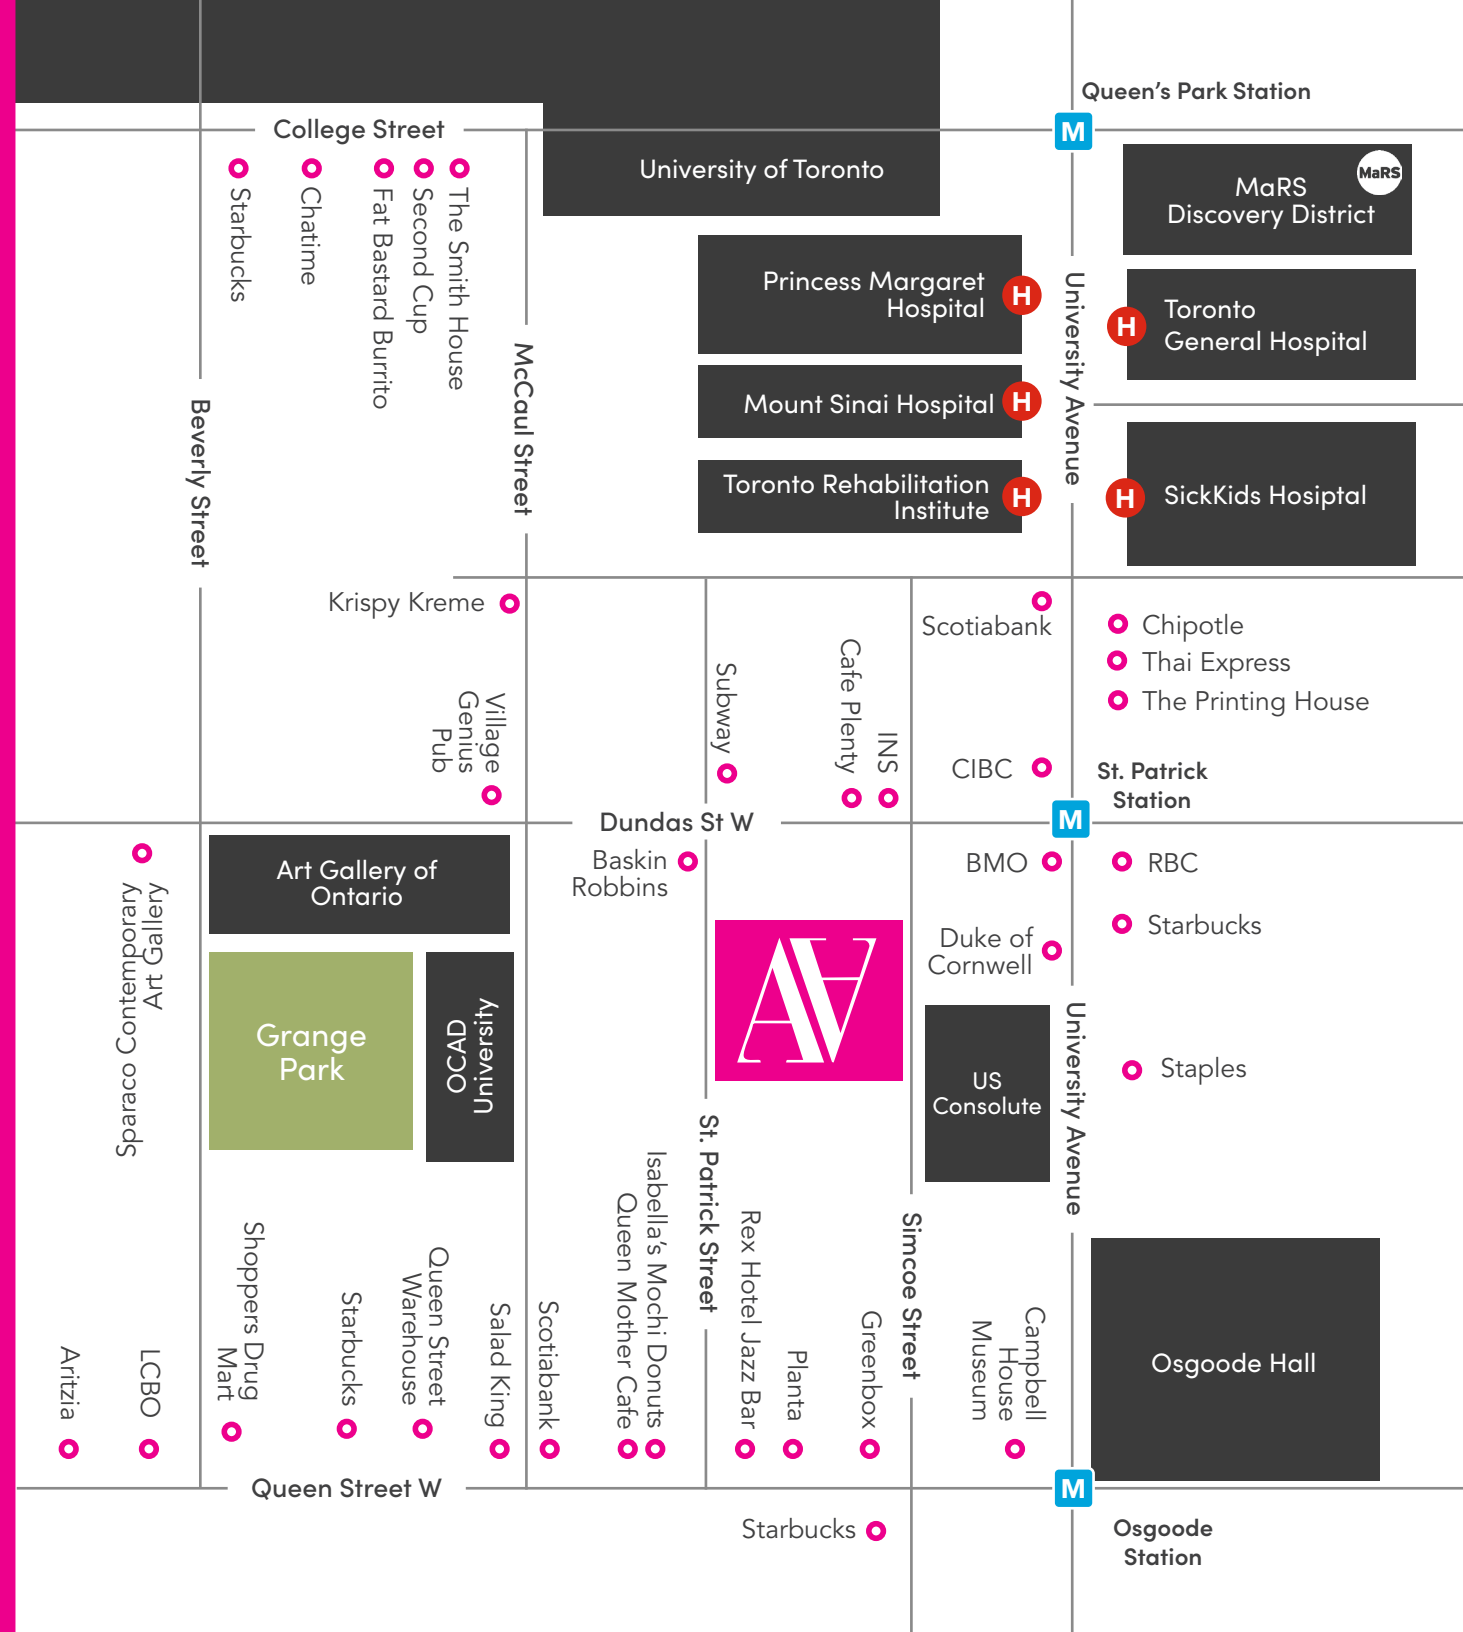 Queen's Park Station
M
College Street
University of Toronto
MaRS
MaRS
Discovery District
Starbucks
Chatime
Fat Bastard Burrito
Second Cup
The Smith House
Princess Margaret
Hospital
H
University Avenue
H
Toronto
General Hospital
McCaul Street
Beverly Street
Mount Sinai Hospital
H
Toronto Rehabilitation
Institute
H
H
SickKids Hosiptal
Krispy Kreme
Scotiabank
Chipotle
Thai Express
The Printing House
Village
Genius
Pub
Subway
Cafe Plenty
INS
CIBC
St. Patrick
Station
M
Dundas St W
Sparaco Contemporary
Art Gallery
Art Gallery of
Ontario
Baskin
Robbins
BMO
RBC
Starbucks
Duke of
Cornwell
Grange
Park
OCAD
University
AA
US
Consolute
University Avenue
Staples
St. Patrick Street
Simcoe Street
Aritzia
LCBO
Shoppers Drug
Mart
Starbucks
Queen Street
Warehouse
Salad King
Scotiabank
Queen Mother Cafe
Isabella's Mochi Donuts
Rex Hotel Jazz Bar
Planta
Greenbox
Campbell
House
Museum
Osgoode Hall
Queen Street W
M
Starbucks
Osgoode
Station